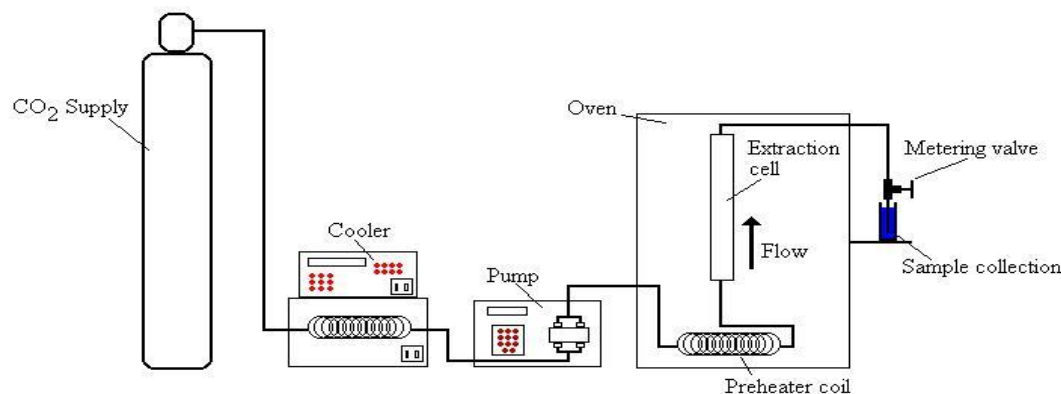 CO2 Supply
Cooler
Pump
Oven
Extraction
cell
Flow
Preheater coil
Metering valve
Sample collection